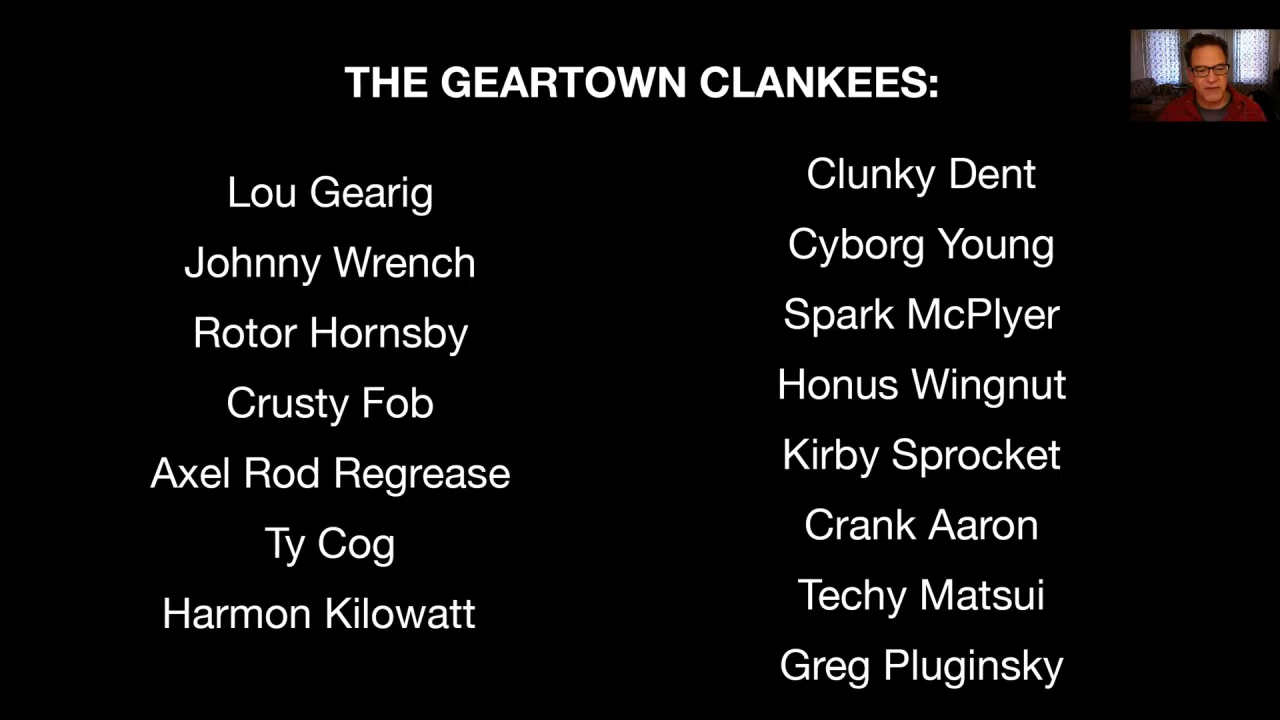 THE GEARTOWN CLANKEES:
Lou Gearig
Johnny Wrench
Rotor Hornsby
Crusty Fob
Axel Rod Regrease
Ty Cog
Harmon Kilowatt
Clunky Dent
Cyborg Young
Spark McPlyer
Honus Wingnut
Kirby Sprocket
Crank Aaron
Techy Matsui
Greg Pluginsky